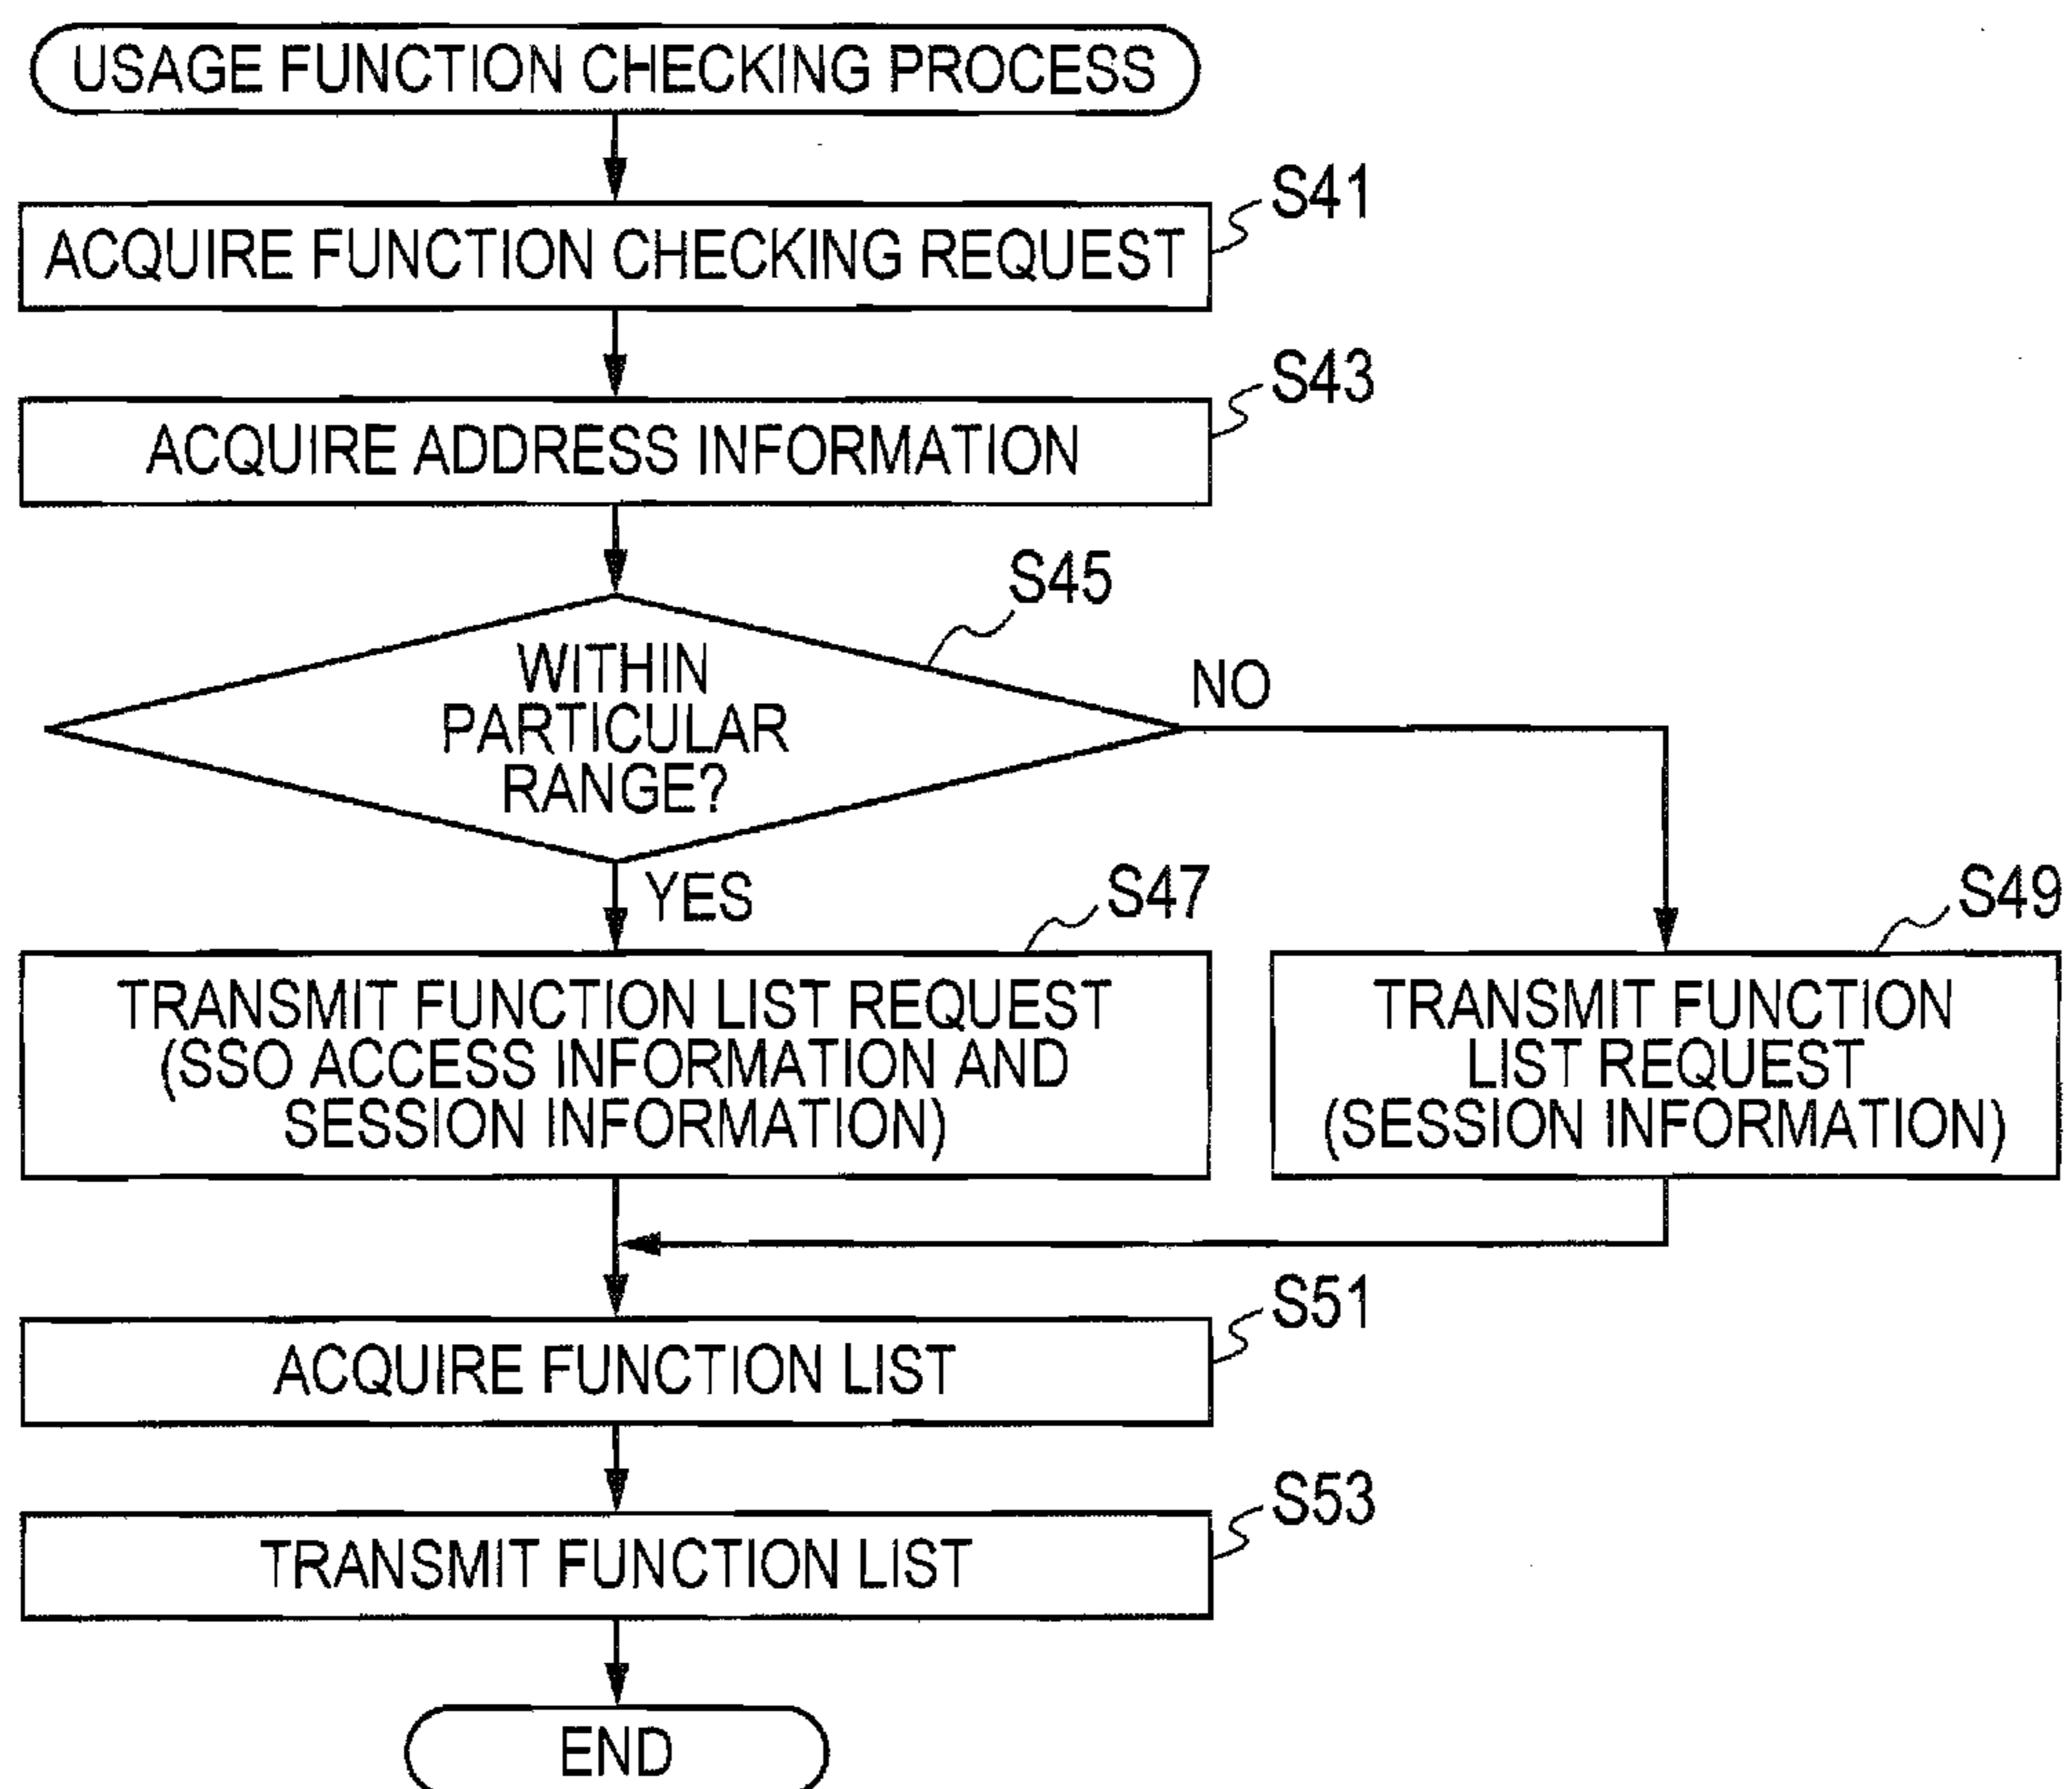 USAGE FUNCTION CHECKING PROCESS
S41
ACQUIRE FUNCTION CHECKING REQUEST
S43
ACQUIRE ADDRESS INFORMATION
S45
WITHIN
PARTICULAR
RANGE?
NO
YES
S47
TRANSMIT FUNCTION LIST REQUEST
(SSO ACCESS INFORMATION AND
SESSION INFORMATION)
S49
TRANSMIT FUNCTION
LIST REQUEST
(SESSION INFORMATION)
S51
ACQUIRE FUNCTION LIST
S53
TRANSMIT FUNCTION LIST
END